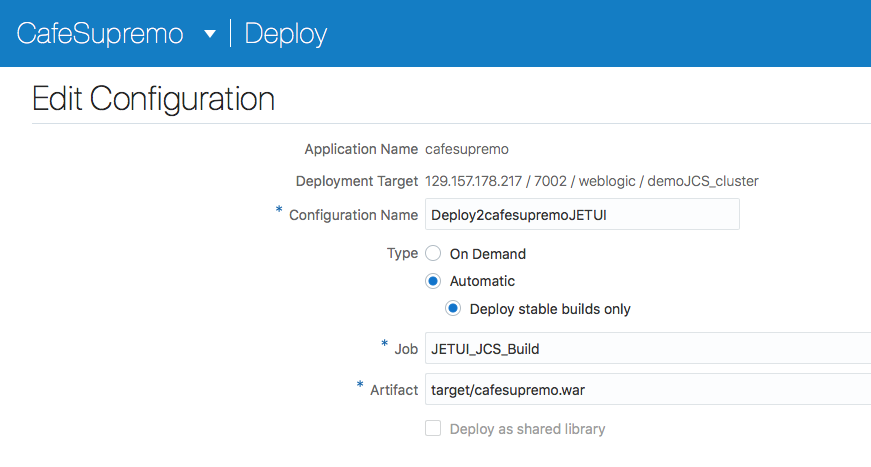 CafeSupremo Deploy
Edit Configuration
Application Name cafesupremo
Deployment Target 129.157.178.217 / 7002 / weblogic / demoJCS_cluster
* Configuration Name Deploy2cafesupremoJETUI
Type On Demand
Automatic
Deploy stable builds only
* Job JETUI_JCS_Build
* Artifact target/cafesupremo.war
Deploy as shared library